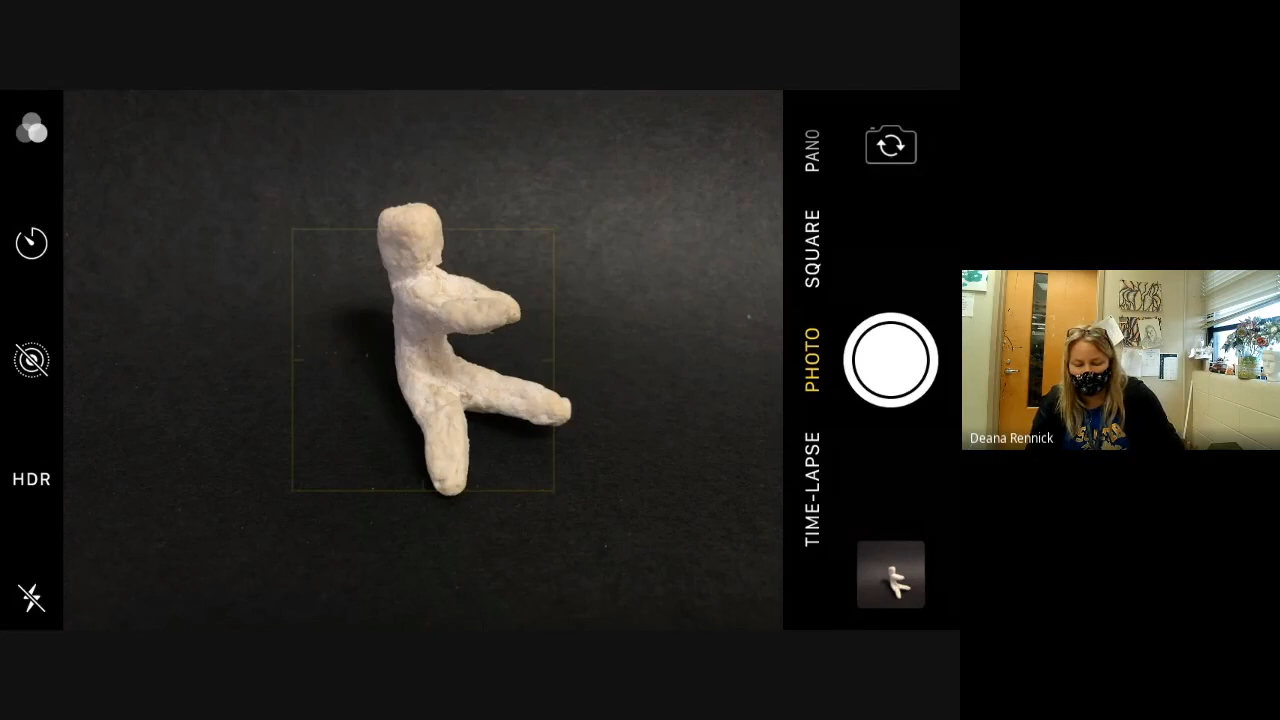 HDR
PANO
SQUARE
PHOTO
TIME-LAPSE
Deana Rennick